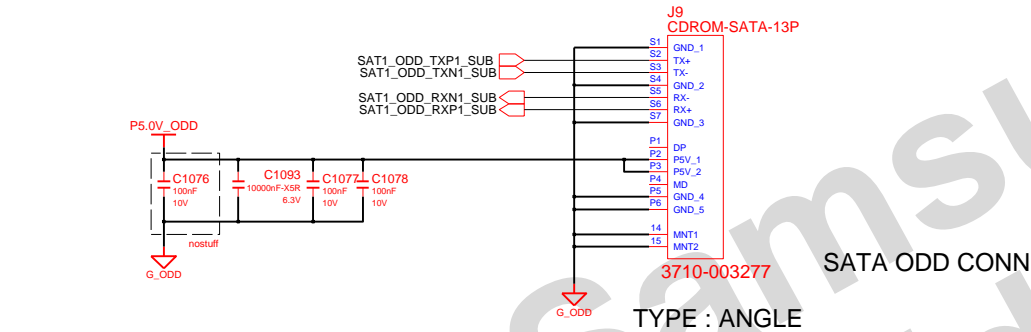 J9
CDROM-SATA-13P
S1 GND_1
SAT1_ODD_TXP1_SUB S2 TX+
SAT1_ODD_TXN1_SUB S3 TX-
S4 GND_2
SAT1_ODD_RXN1_SUB S5 RX-
SAT1_ODD_RXP1_SUB S6 RX+
S7 GND_3
P5.0V_ODD
P1 DP
P2 P5V_1
P3 P5V_2
C1076 C1093 C1077 C1078
P4 MD
100nF 10000nF-X5R 100nF 100nF
P5 GND_4
10V 6.3V 10V 10V
P6 GND_5
14 MNT1
nostuff
15 MNT2
G_ODD
3710-003277
SATA ODD CONN
G_ODD
TYPE : ANGLE
Samsu